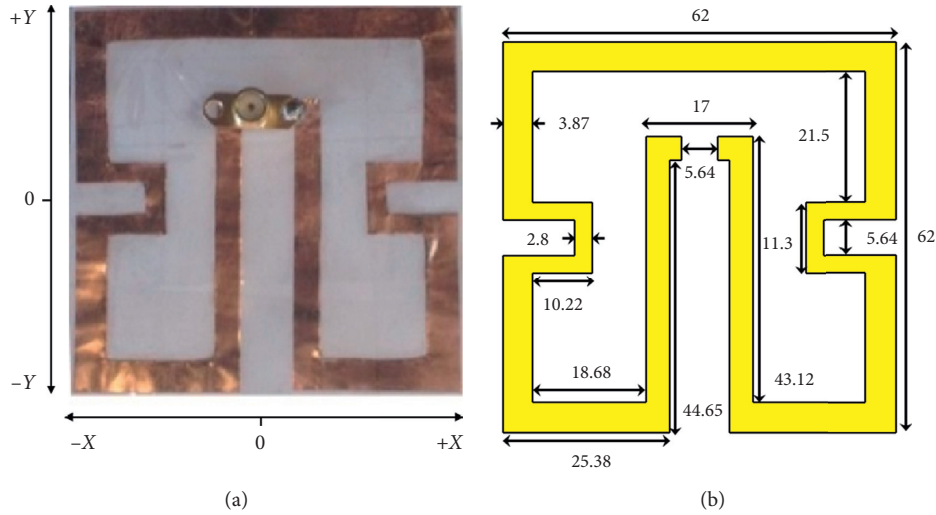 +Y
0
−Y
−X
0
+X
(a)
62
3.87
17
21.5
5.64
2.8
11.3
5.64
62
10.22
18.68
43.12
44.65
25.38
(b)